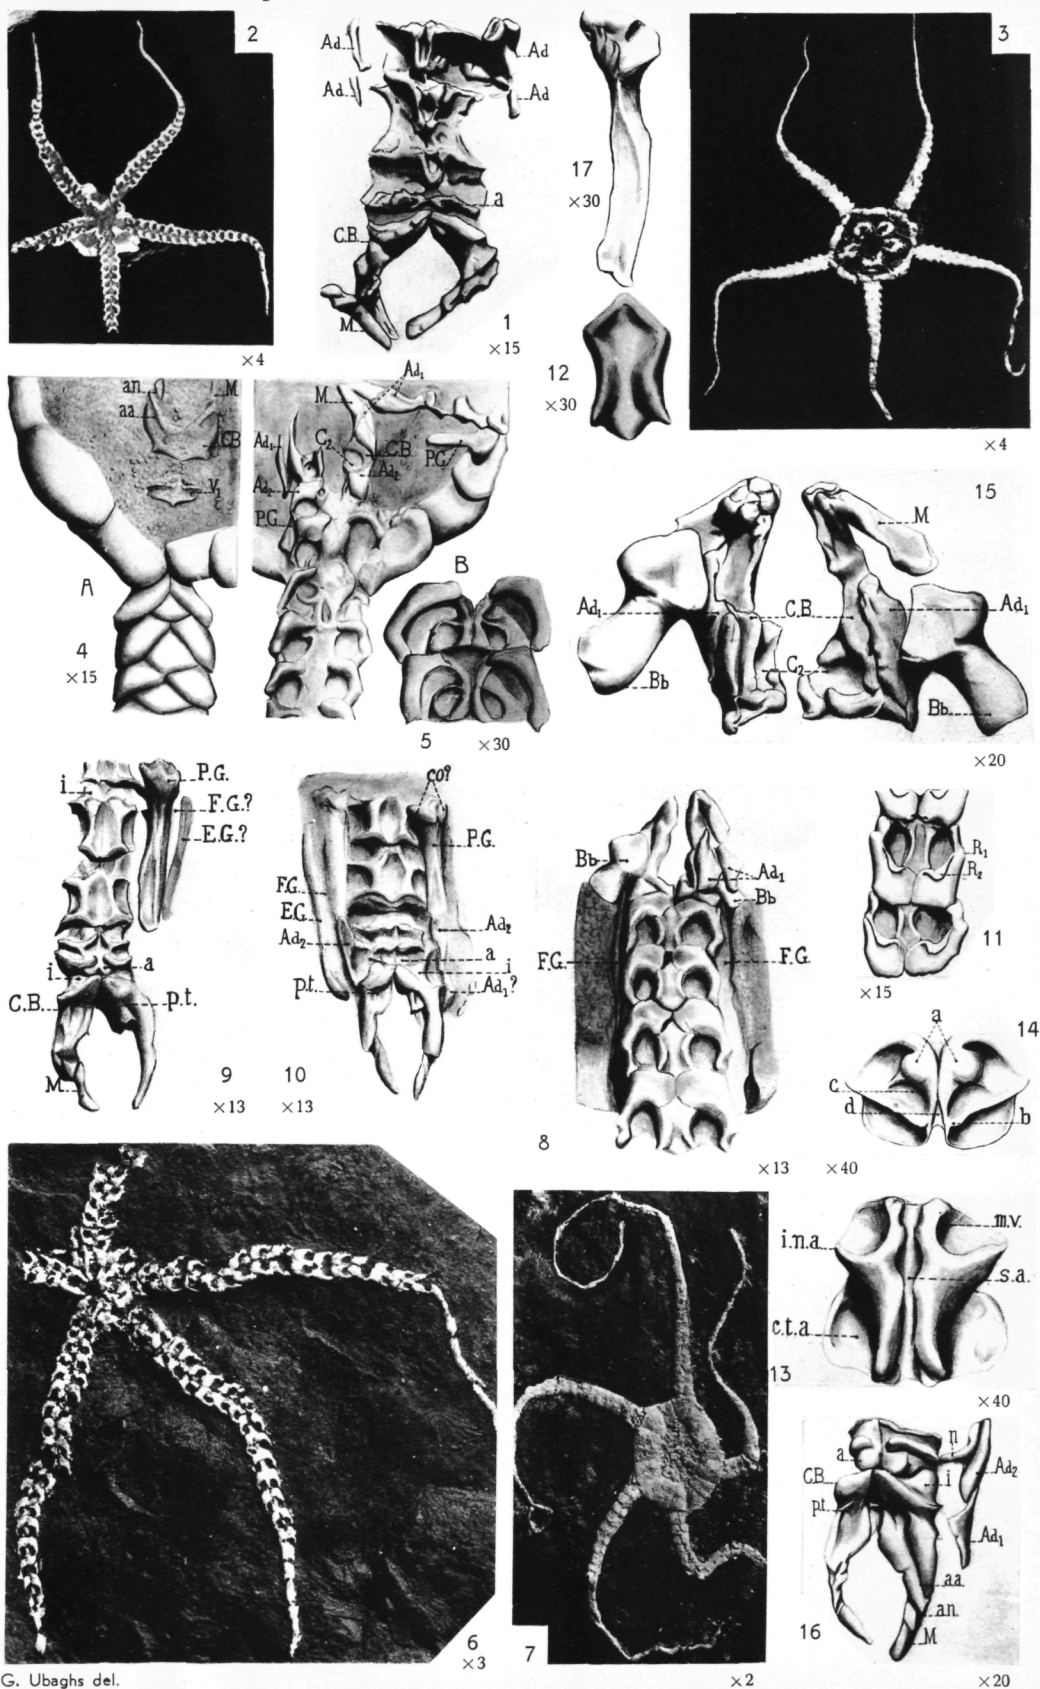 2
Ad
Ad
Ad
Ad
a
C.B.
M
1
×15
17
×30
3
×4
12
×30
×4
an
aa
M
CB
V1
A
4
×15
Ad1
M
Ad1
C2
C.B
Ad2
P.G.
Ad2
P.G
B
5
×30
15
M
Ad1
C.B.
Ad1
C2
Bb
Bb
×20
i
P.G.
F.G.?
E.G.?
i
a
C.B.
p.t.
M
9
×13
10
×13
co?
P.G.
F.G.
E.G.
Ad2
Ad2
a
i
p.t.
Ad1?
Bb
Ad1
Bb
F.G.
F.G.
8
×13
R1
R2
11
×15
a
14
c
d
b
×40
m.v.
i.n.a
s.a.
c.t.a
13
×40
6
×3
7
×2
a
n
C.B
i
Ad2
p.t.
Ad1
aa.
an.
16
M
×20
G. Ubaghs del.